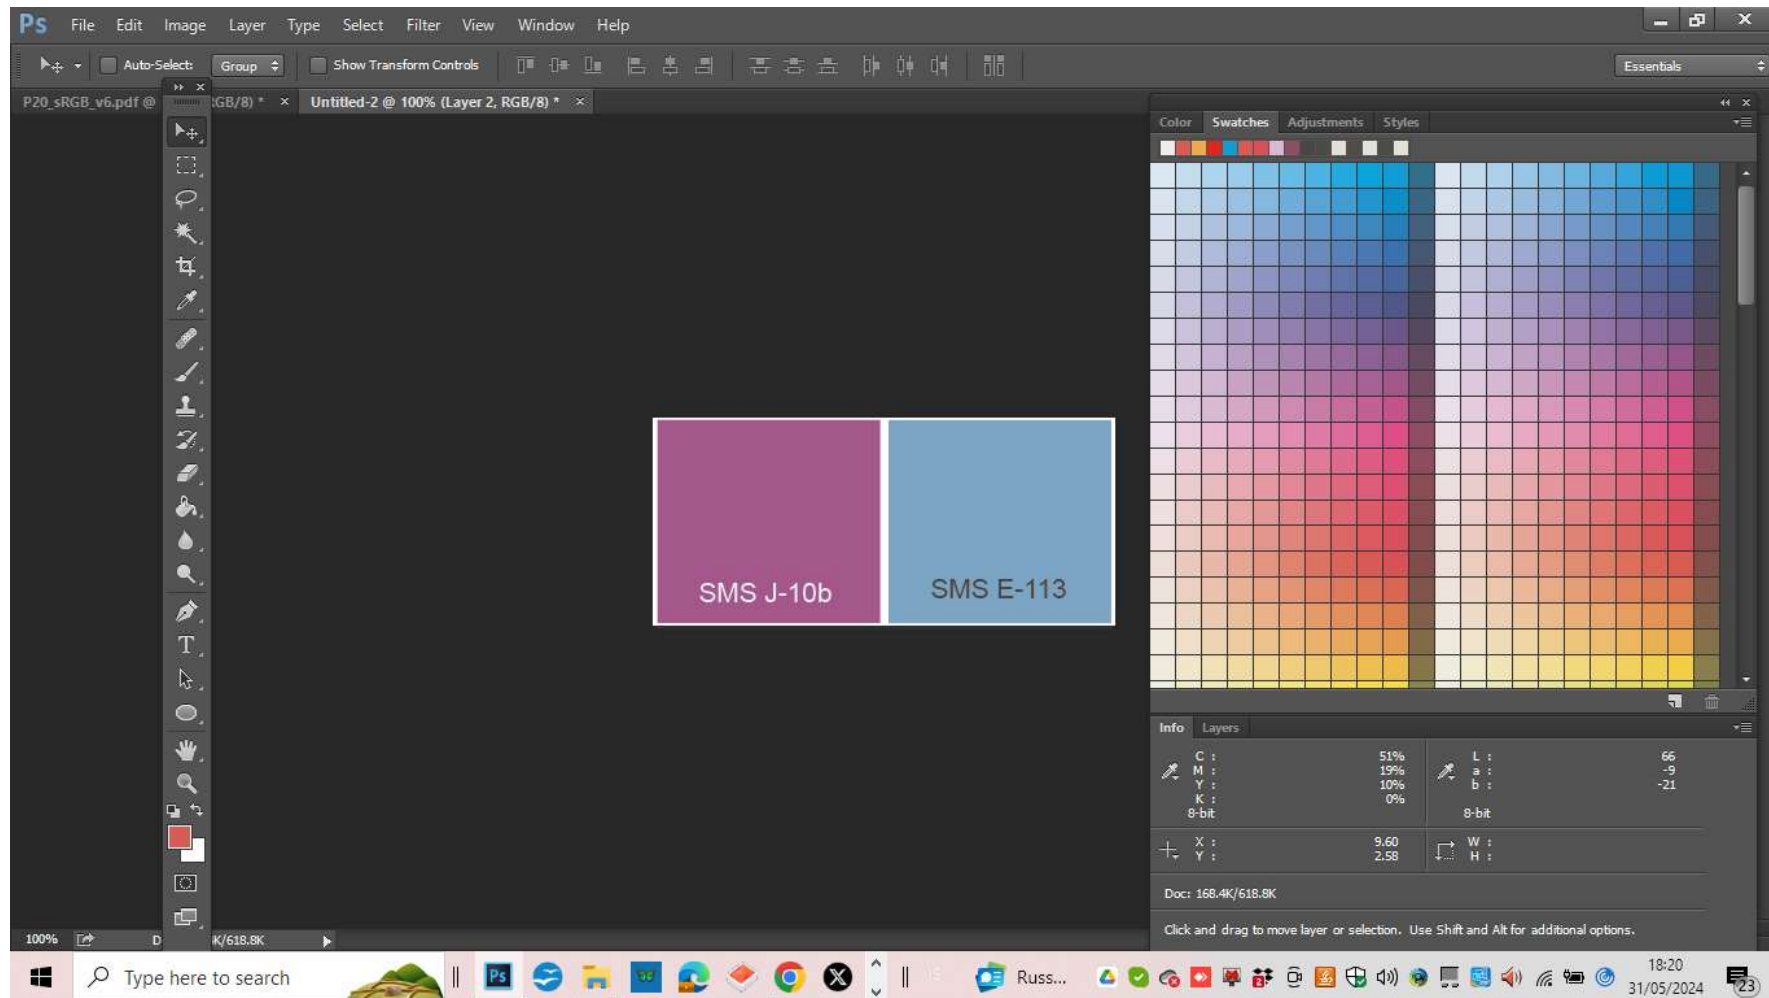 Ps File Edit Image Layer Type Select Filter View Window Help
Auto-Select: Group Show Transform Controls Essentials
P20_sRGB_v6.pdf @ RGB/8) * × Untitled-2 @ 100% (Layer 2, RGB/8) * ×
Color Swatches Adjustments Styles
SMS J-10b SMS E-113
Info Layers
C : 51% L : 66
M : 19% a : -9
Y : 10% b : -21
K : 0%
8-bit 8-bit
X : 9.60 W :
Y : 2.58 H :
Doc: 168.4K/618.8K
Click and drag to move layer or selection. Use Shift and Alt for additional options.
100% D K/618.8K
Type here to search Ps Russ... 18:20
31/05/2024 23